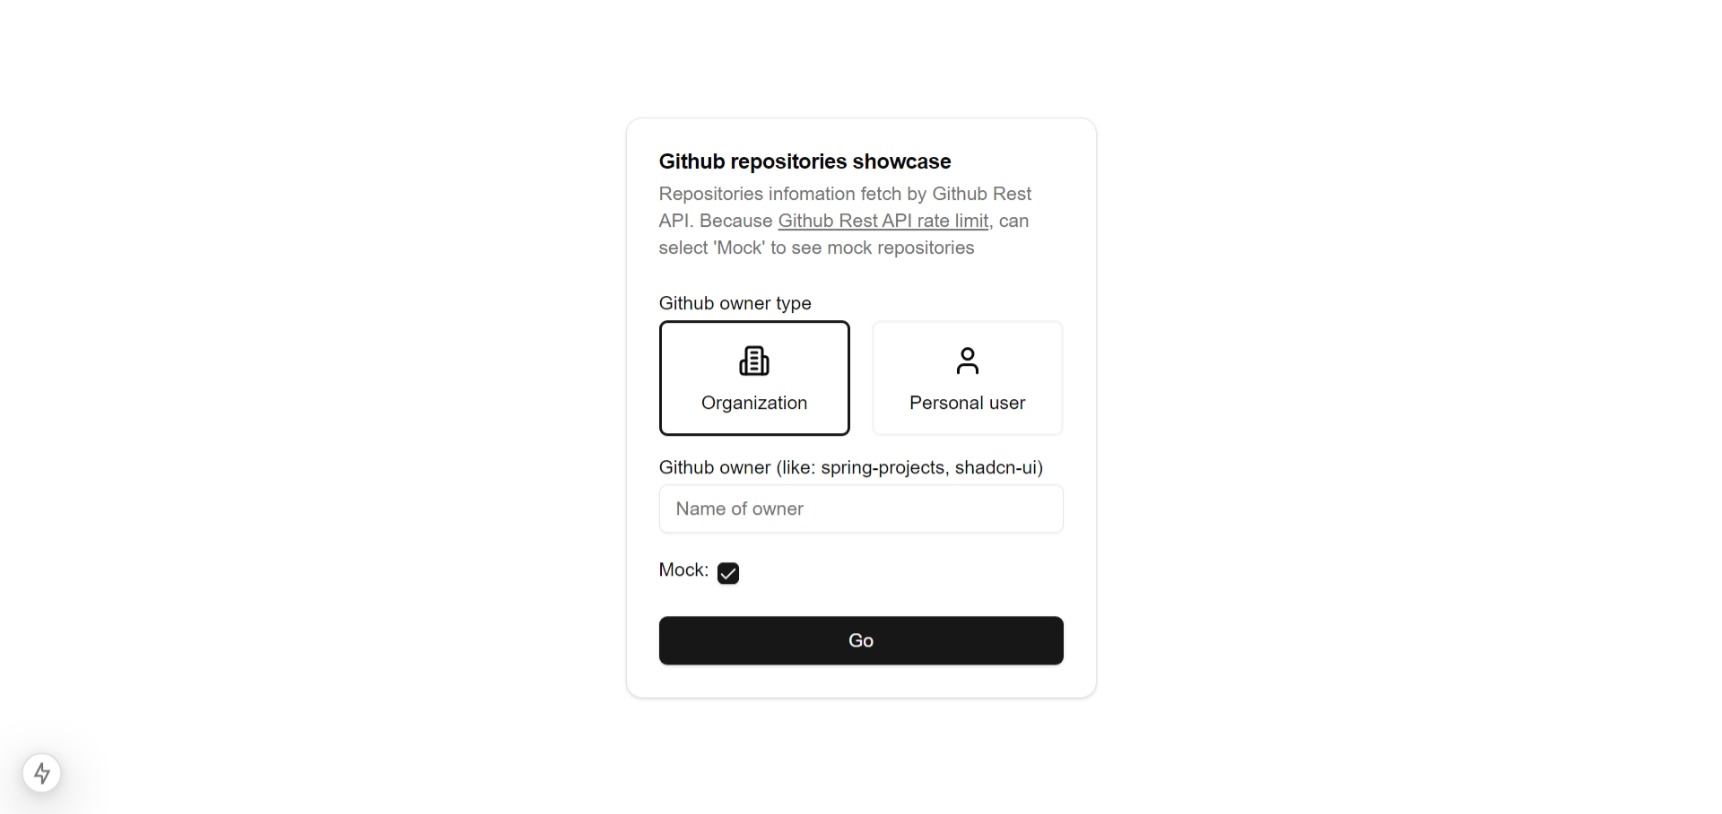 Github repositories showcase
Repositories infomation fetch by Github Rest
API. Because Github Rest API rate limit, can
select 'Mock' to see mock repositories
Github owner type
Organization
Personal user
Github owner (like: spring-projects, shadcn-ui)
Name of owner
Mock:
Go